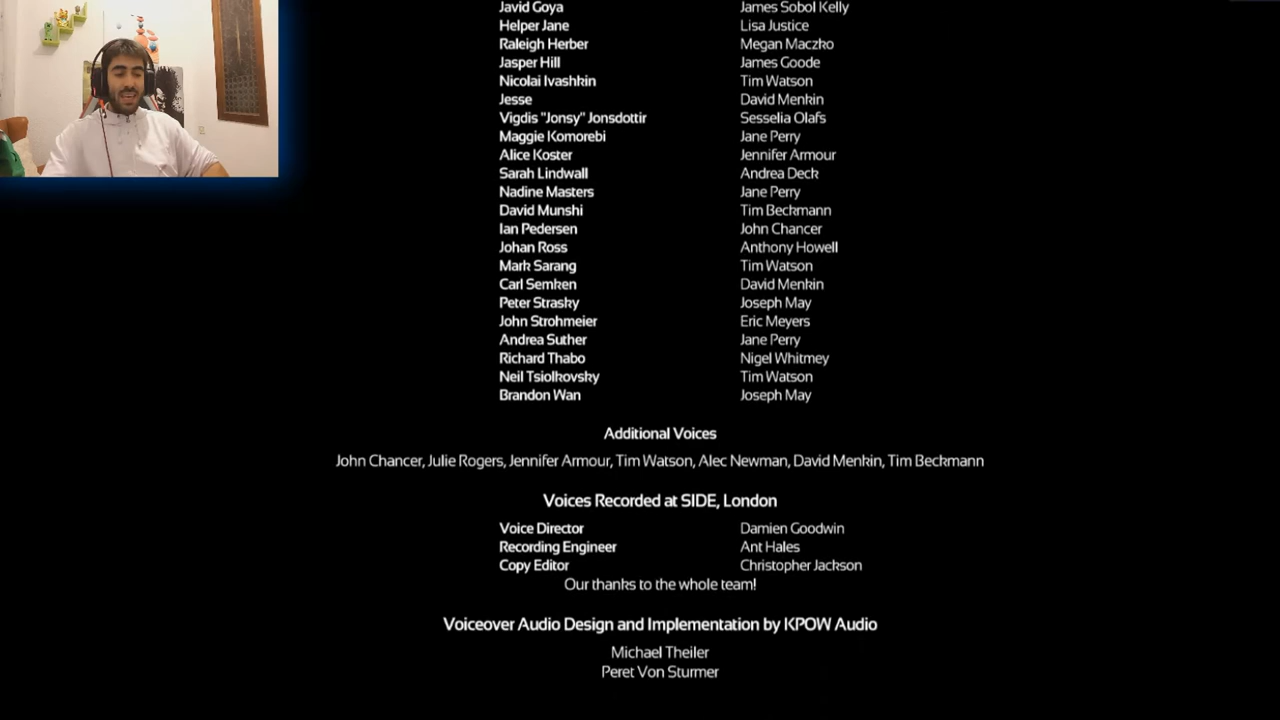 Javid Goya James Sobol Kelly
Helper Jane Lisa Justice
Raleigh Herber Megan Maczko
Jasper Hill James Goode
Nicolai Ivashkin Tim Watson
Jesse David Menkin
Vigdis "Jonsy" Jonsdottir Sesselia Olafs
Maggie Komorebi Jane Perry
Alice Koster Jennifer Armour
Sarah Lindwall Andrea Deck
Nadine Masters Jane Perry
David Munshi Tim Beckmann
Ian Pedersen John Chancer
Johan Ross Anthony Howell
Mark Sarang Tim Watson
Carl Semken David Menkin
Peter Strasky Joseph May
John Strohmeier Eric Meyers
Andrea Suther Jane Perry
Richard Thabo Nigel Whitmey
Neil Tsiolkovsky Tim Watson
Brandon Wan Joseph May
Additional Voices
John Chancer, Julie Rogers, Jennifer Armour, Tim Watson, Alec Newman, David Menkin, Tim Beckmann
Voices Recorded at SIDE, London
Voice Director Damien Goodwin
Recording Engineer Ant Hales
Copy Editor Christopher Jackson
Our thanks to the whole team!
Voiceover Audio Design and Implementation by KPOW Audio
Michael Theiler
Peret Von Sturmer